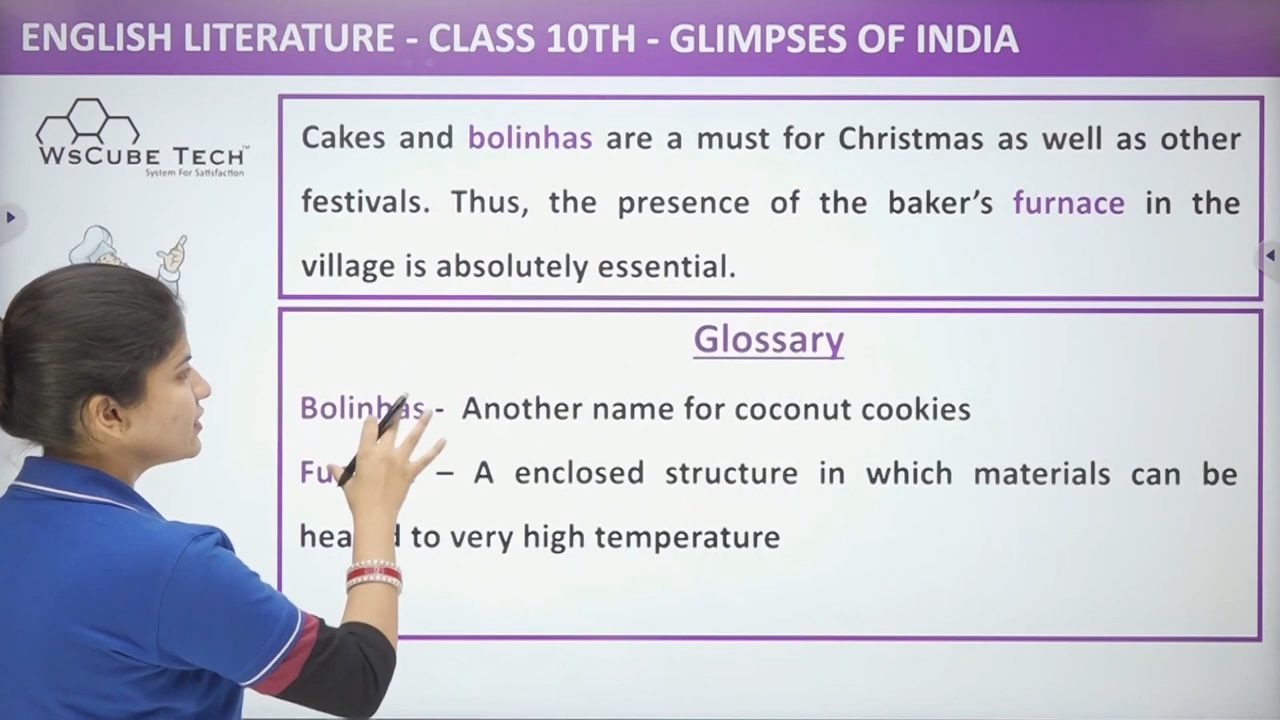 ENGLISH LITERATURE - CLASS 10TH - GLIMPSES OF INDIA
WSCUBE TECH™
System For Satisfaction
Cakes and bolinhas are a must for Christmas as well as other
festivals. Thus, the presence of the baker's furnace in the
village is absolutely essential.
Glossary
Bolinhas - Another name for coconut cookies
– A enclosed structure in which materials can be
to very high temperature